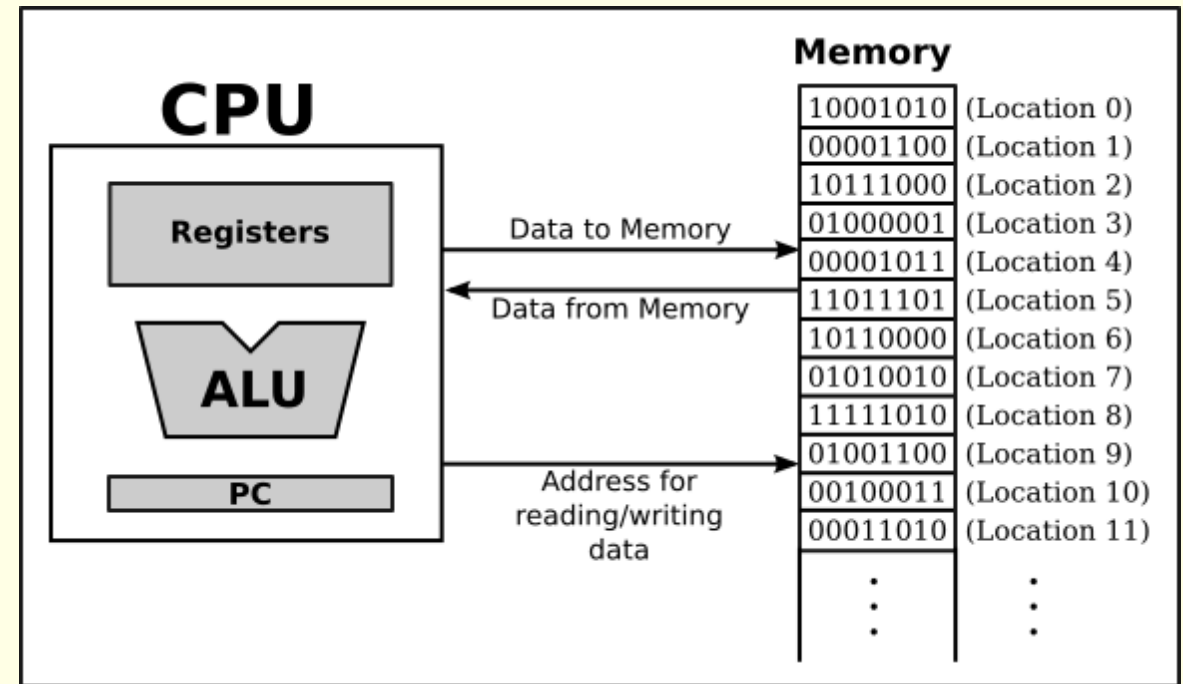 CPU
Registers
ALU
PC
Data to Memory
Data from Memory
Address for
reading/writing
data
Memory
10001010 (Location 0)
00001100 (Location 1)
10111000 (Location 2)
01000001 (Location 3)
00001011 (Location 4)
11011101 (Location 5)
10110000 (Location 6)
01010010 (Location 7)
11111010 (Location 8)
01001100 (Location 9)
00100011 (Location 10)
00011010 (Location 11)